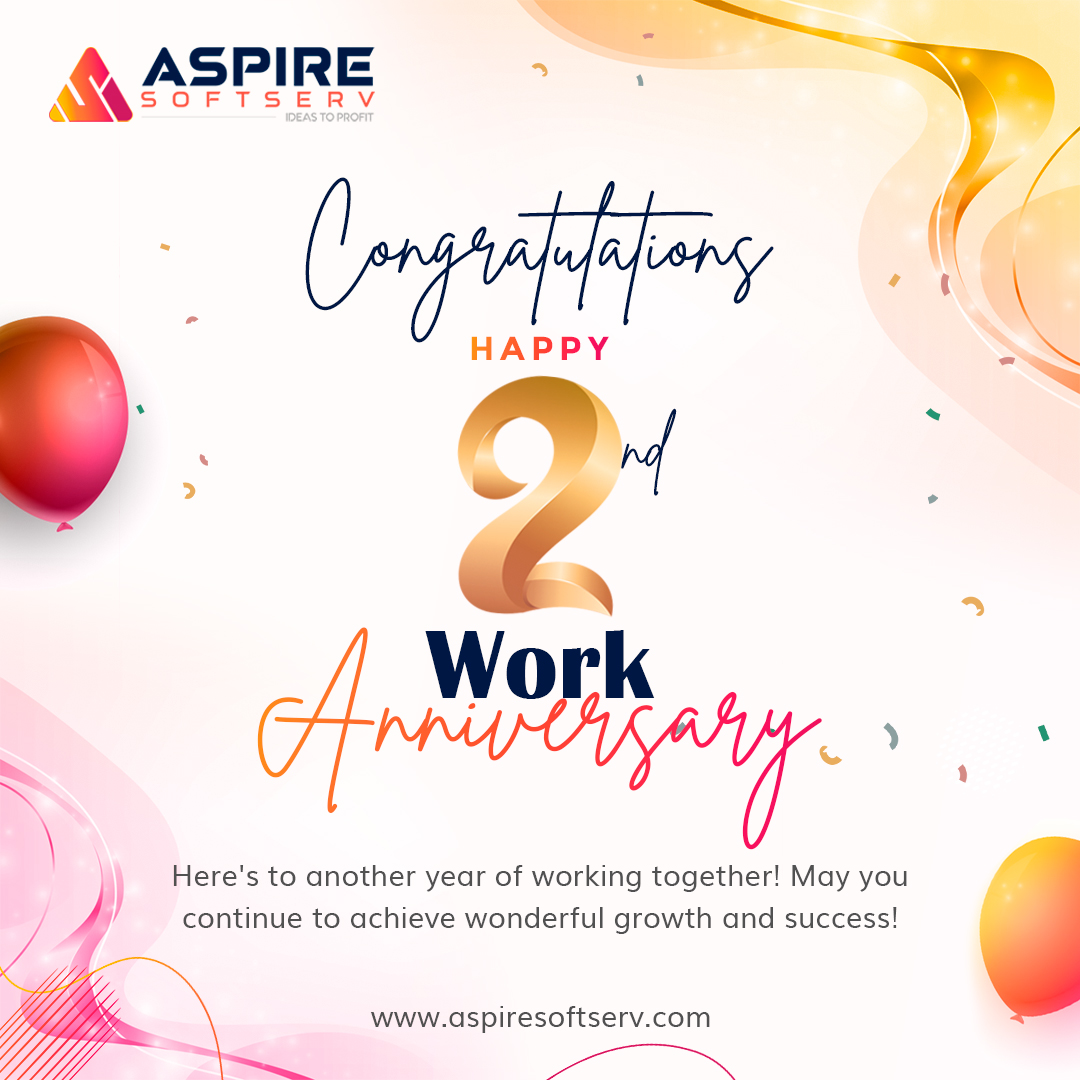 ASPIRE
SOFTSERV
IDEAS TO PROFIT
Congratulations
HAPPY
2nd
Work
Anniversary
Here's to another year of working together! May you
continue to achieve wonderful growth and success!
www.aspiresoftserv.com